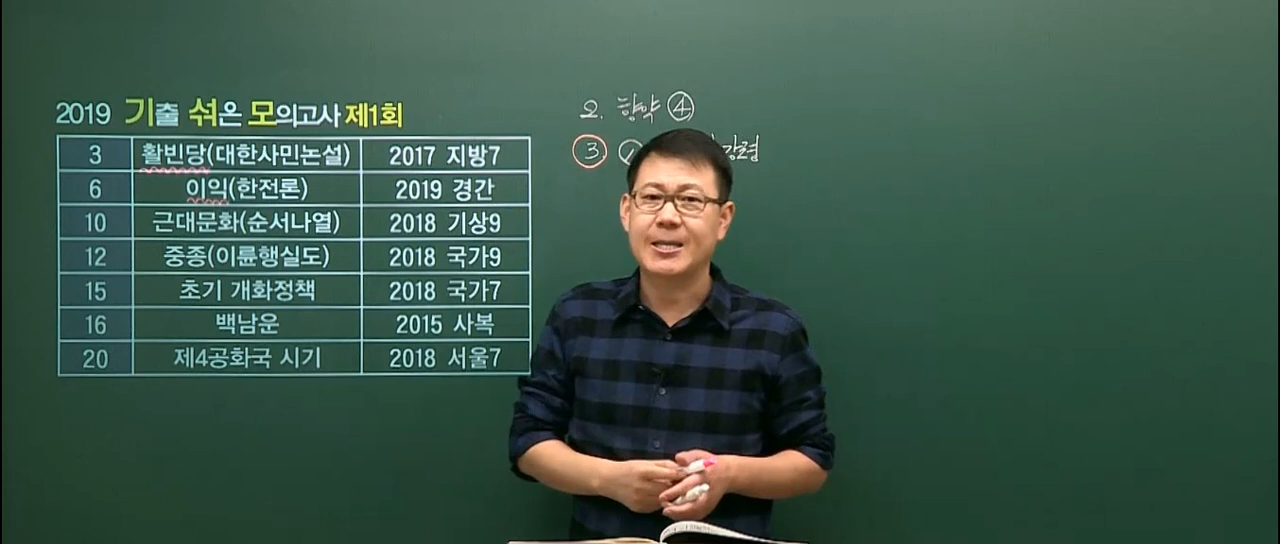 2019 기출 섞은 모의고사 제1회
3 활빈당(대한사민논설) 2017 지방7
6 이익(한전론) 2019 경간
10 근대문화(순서나열) 2018 기상9
12 중종(이륜행실도) 2018 국가9
15 초기 개화정책 2018 국가7
16 백남운 2015 사복
20 제4공화국 시기 2018 서울7
2. 향약 ④
3. 강령